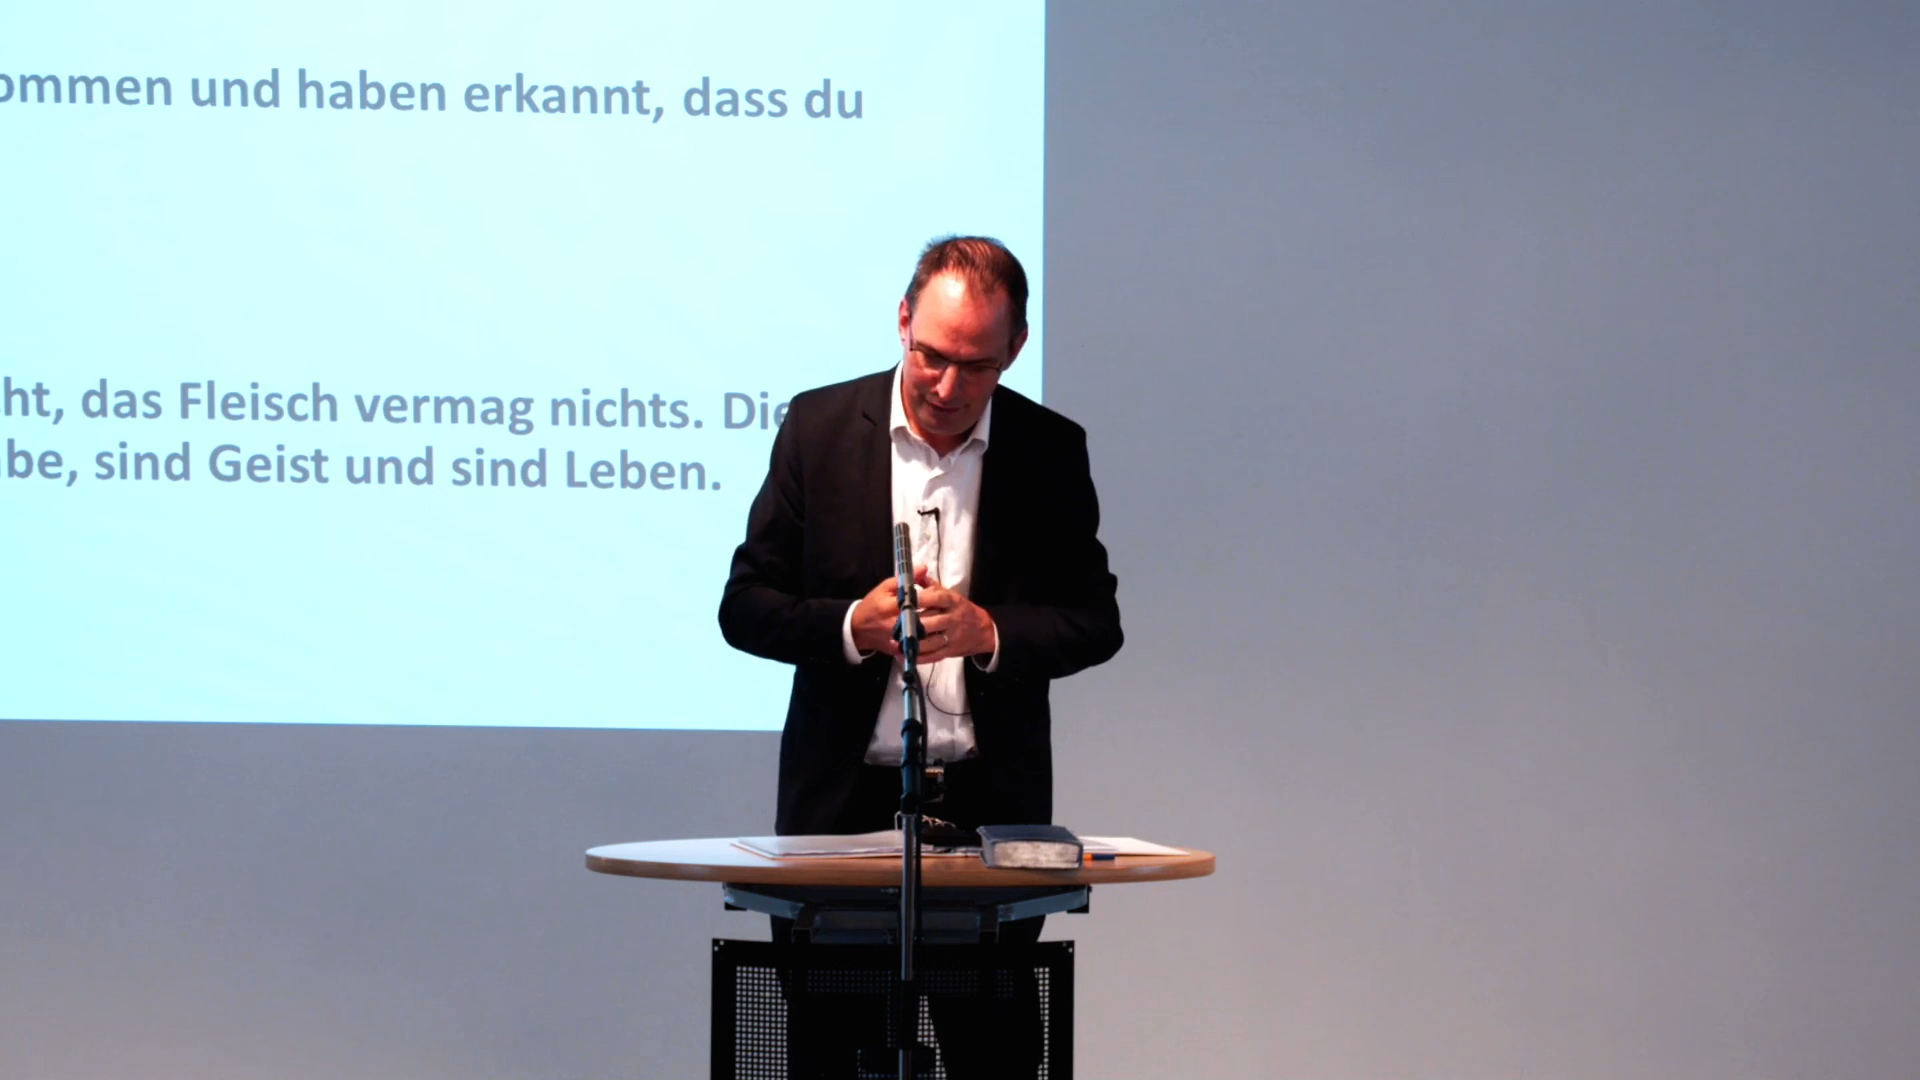 ommen und haben erkannt, dass du
ht, das Fleisch vermag nichts. Die
be, sind Geist und sind Leben.